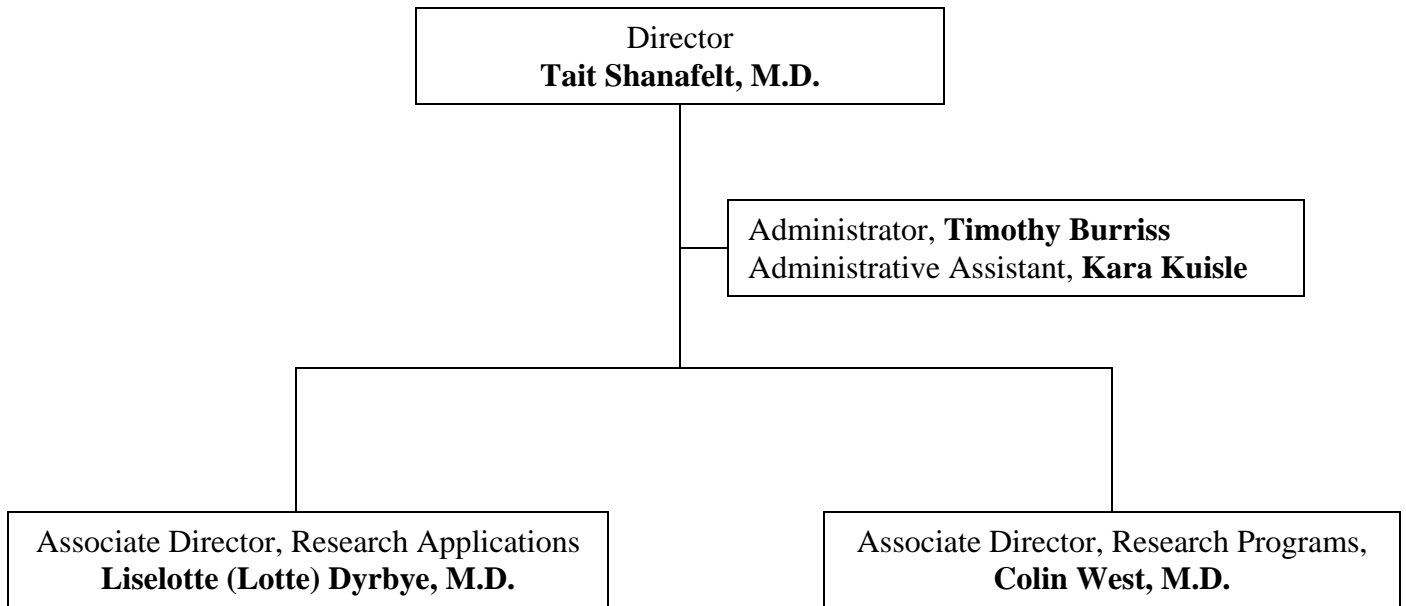 Director
Tait Shanafelt, M.D.
Administrator, Timothy Burriss
Administrative Assistant, Kara Kuisle
Associate Director, Research Applications
Liselotte (Lotte) Dyrbye, M.D.
Associate Director, Research Programs,
Colin West, M.D.